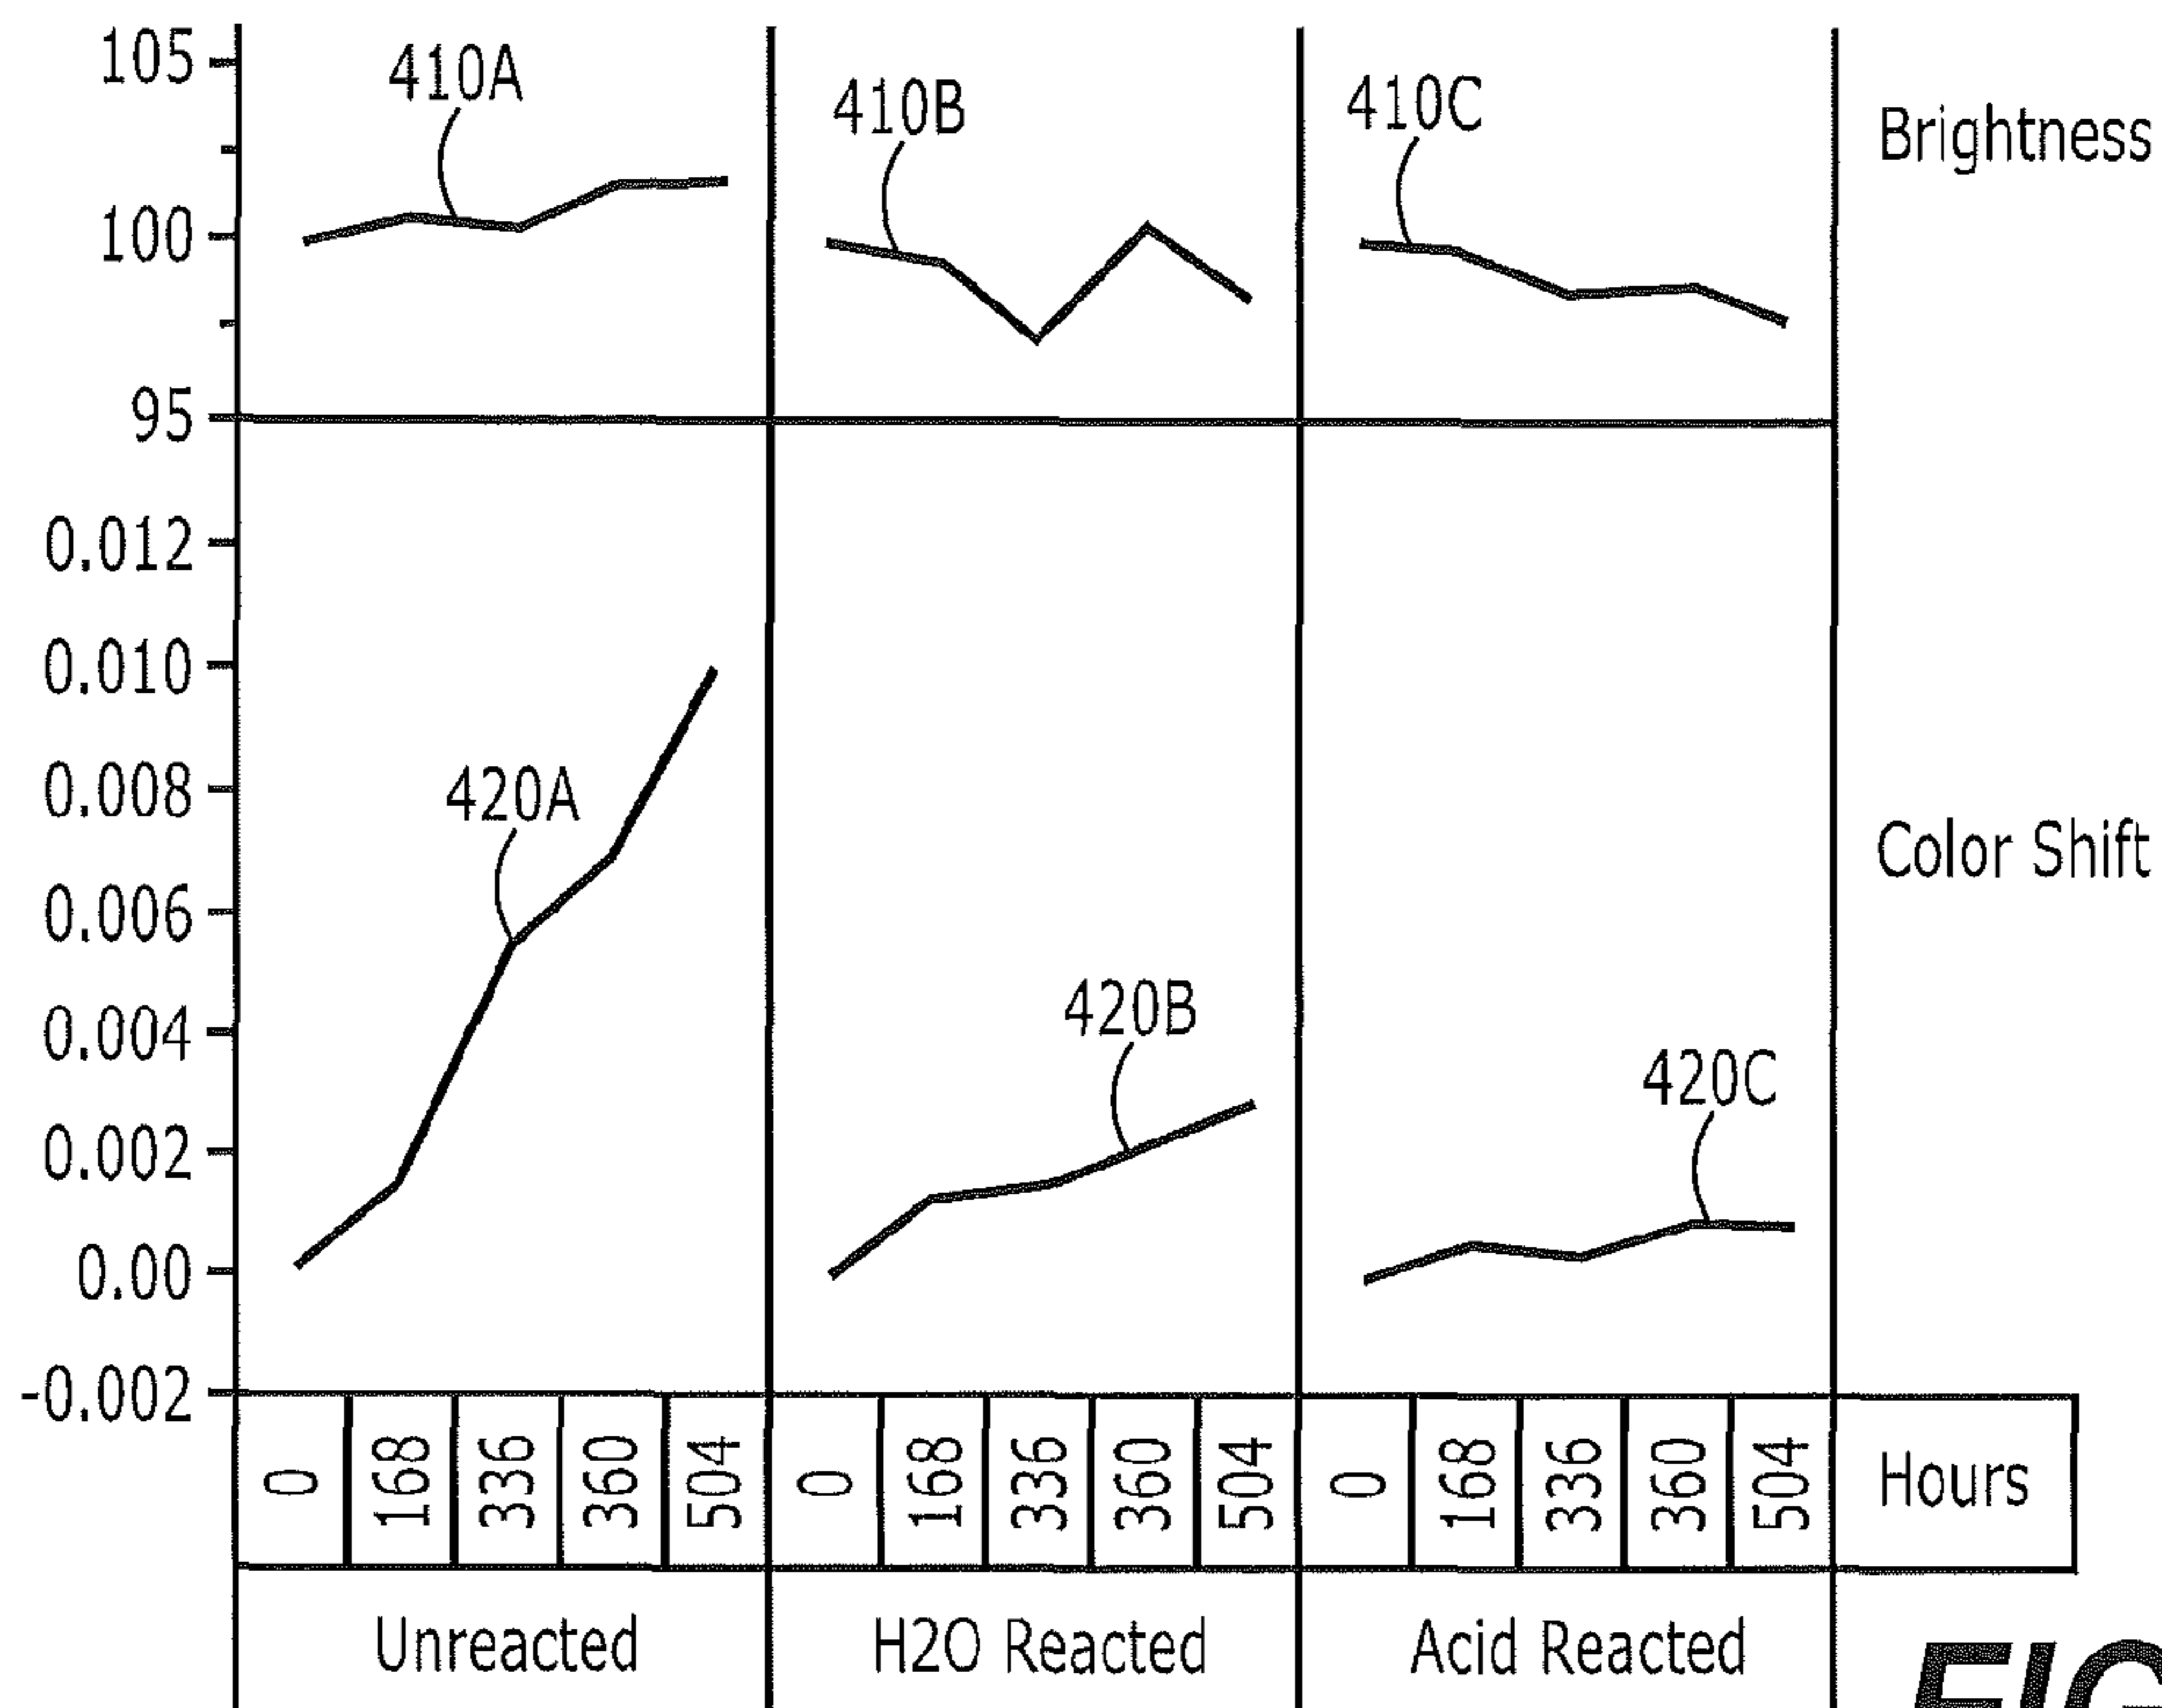 105
410A
410B
410C
Brightness
100
95
0.012
0.010
0.008
420A
Color Shift
0.006
0.004
420B
420C
0.002
0.00
-0.002
0 168 336 360 504 0 168 336 360 504 0 168 336 360 504 Hours
Unreacted H2O Reacted Acid Reacted